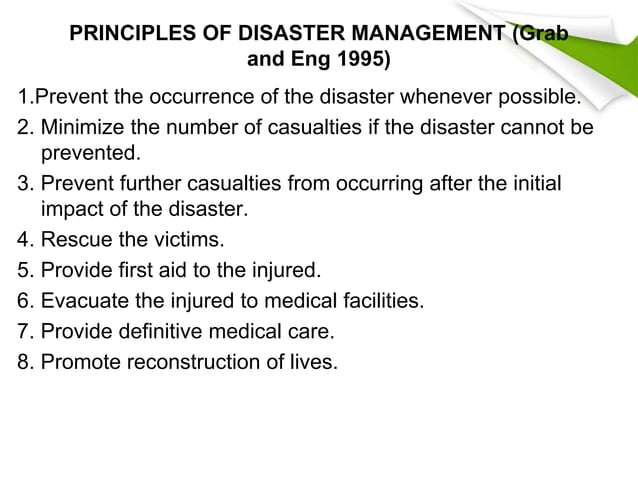 PRINCIPLES OF DISASTER MANAGEMENT (Grab
and Eng 1995)
1.Prevent the occurrence of the disaster whenever possible.
2. Minimize the number of casualties if the disaster cannot be
prevented.
3. Prevent further casualties from occurring after the initial
impact of the disaster.
4. Rescue the victims.
5. Provide first aid to the injured.
6. Evacuate the injured to medical facilities.
7. Provide definitive medical care.
8. Promote reconstruction of lives.